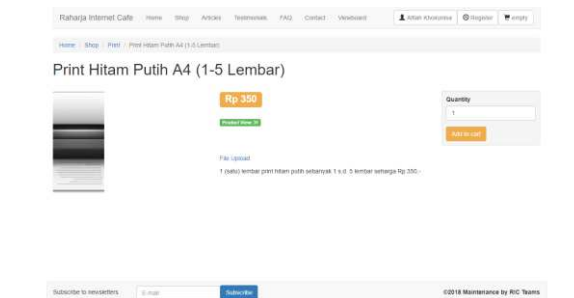 Raharja Internet Cafe Home Shop Articles Testimonials FAQ Contact Viewboard Register empty
Home / Shop / Print / Print Hitam Putih A4 (1-5 Lembar)
Print Hitam Putih A4 (1-5 Lembar)
Rp 350
Quantity
1
Add to cart
File Upload
1 (satu) lembar print hitam putih sebanyak 1 s.d. 5 lembar seharga Rp 350.-
Subscribe to newsletters E-mail Subscribe ©2018 Maintenance by RIC Teams